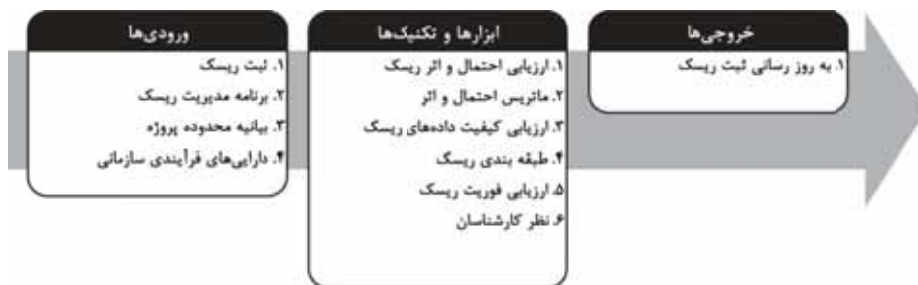 ورودی‌ها
۱. ثبت ریسک
۲. برنامه مدیریت ریسک
۳. بیانیه محدوده پروژه
۴. دارایی‌های فرآیندی سازمانی
ابزارها و تکنیک‌ها
۱. ارزیابی احتمال و اثر ریسک
۲. ماتریس احتمال و اثر
۳. ارزیابی کیفیت داده‌های ریسک
۴. طبقه بندی ریسک
۵. ارزیابی فوریت ریسک
۶. نظر کارشناسان
خروجی‌ها
۱. به روز رسانی ثبت ریسک